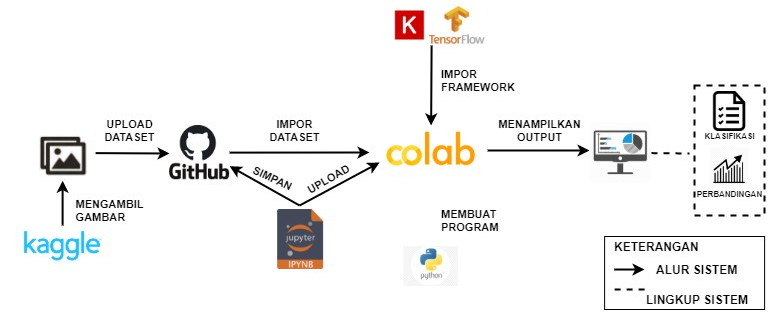 K
TensorFlow
IMPOR
FRAMEWORK
UPLOAD
DATASET
IMPOR
DATASET
MENAMPILKAN
OUTPUT
KLASIFIKASI
GitHub
colab
SIMPAN
UPLOAD
PERBANDINGAN
MENGAMBIL
GAMBAR
kaggle
jupyter
IPYNB
MEMBUAT
PROGRAM
python
KETERANGAN
ALUR SISTEM
LINGKUP SISTEM